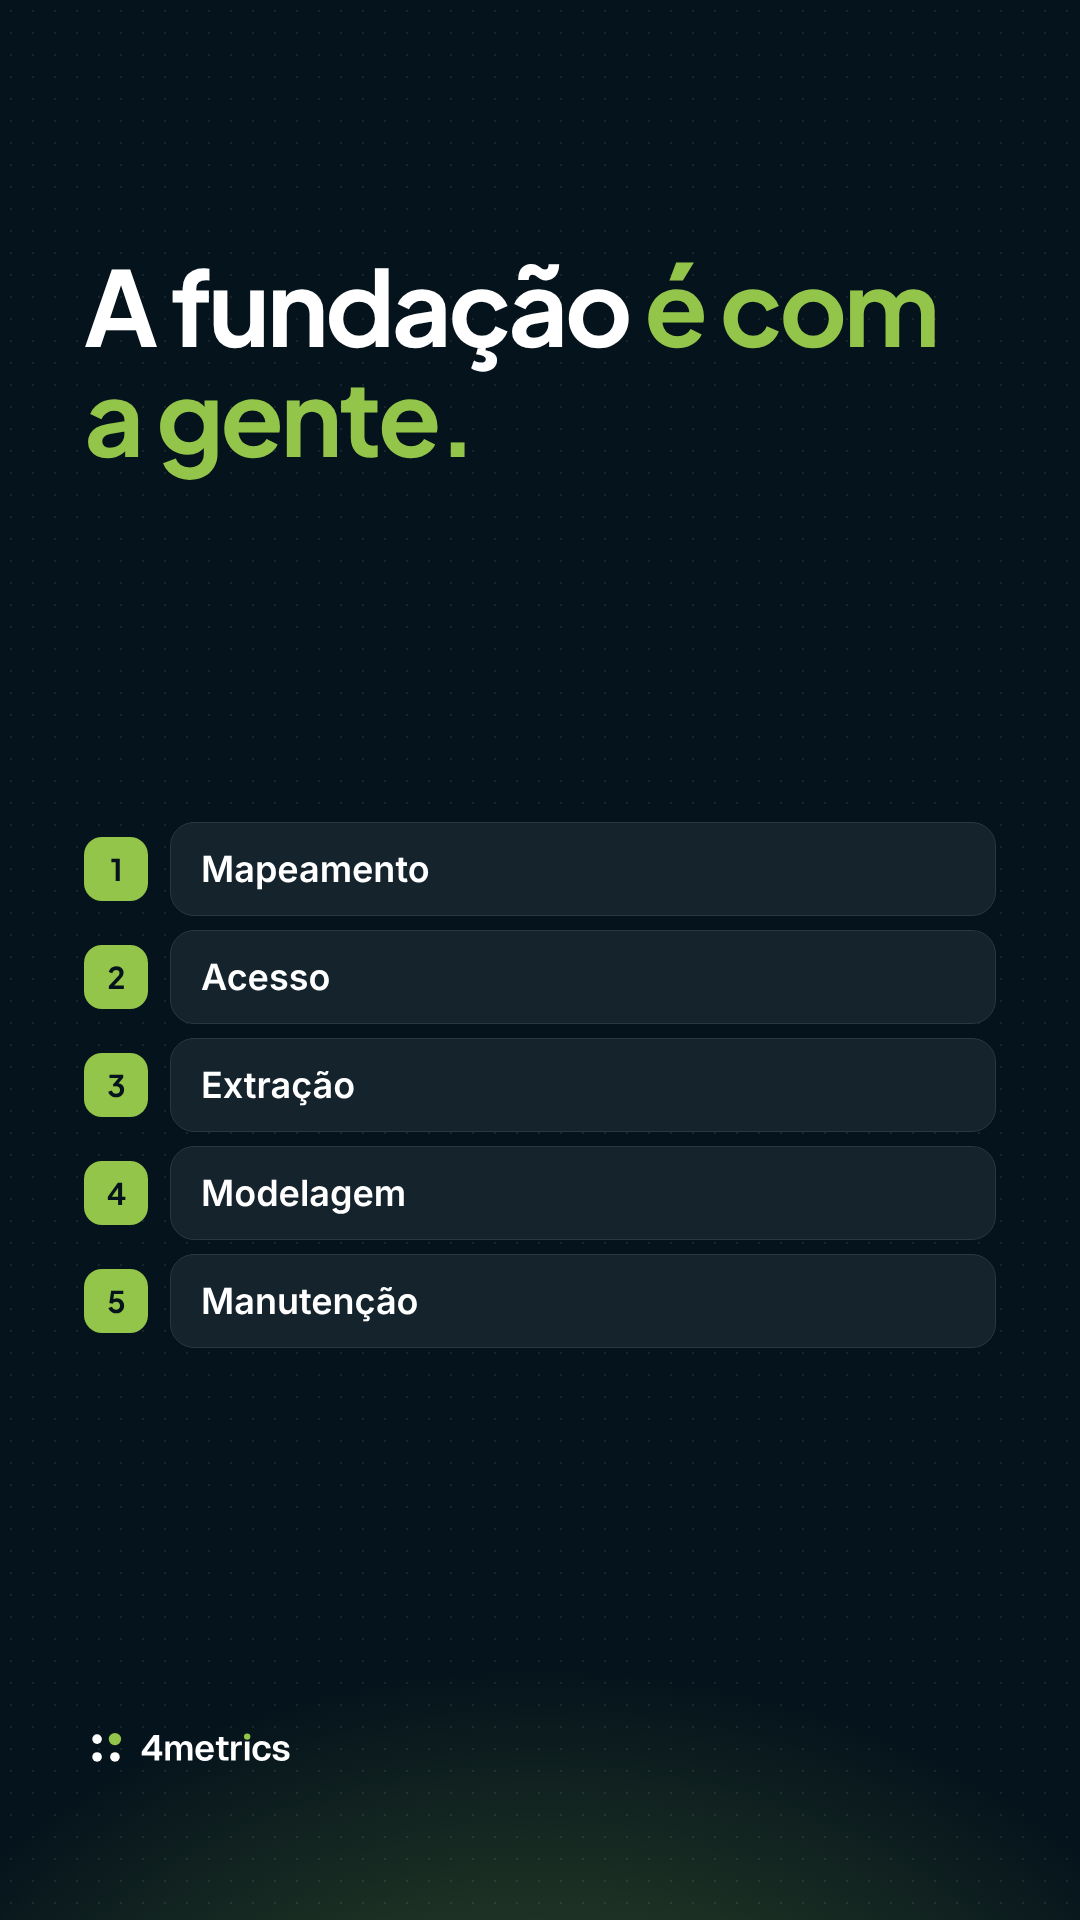 A fundação é com
a gente.
1 Mapeamento
2 Acesso
3 Extração
4 Modelagem
5 Manutenção
4metrics